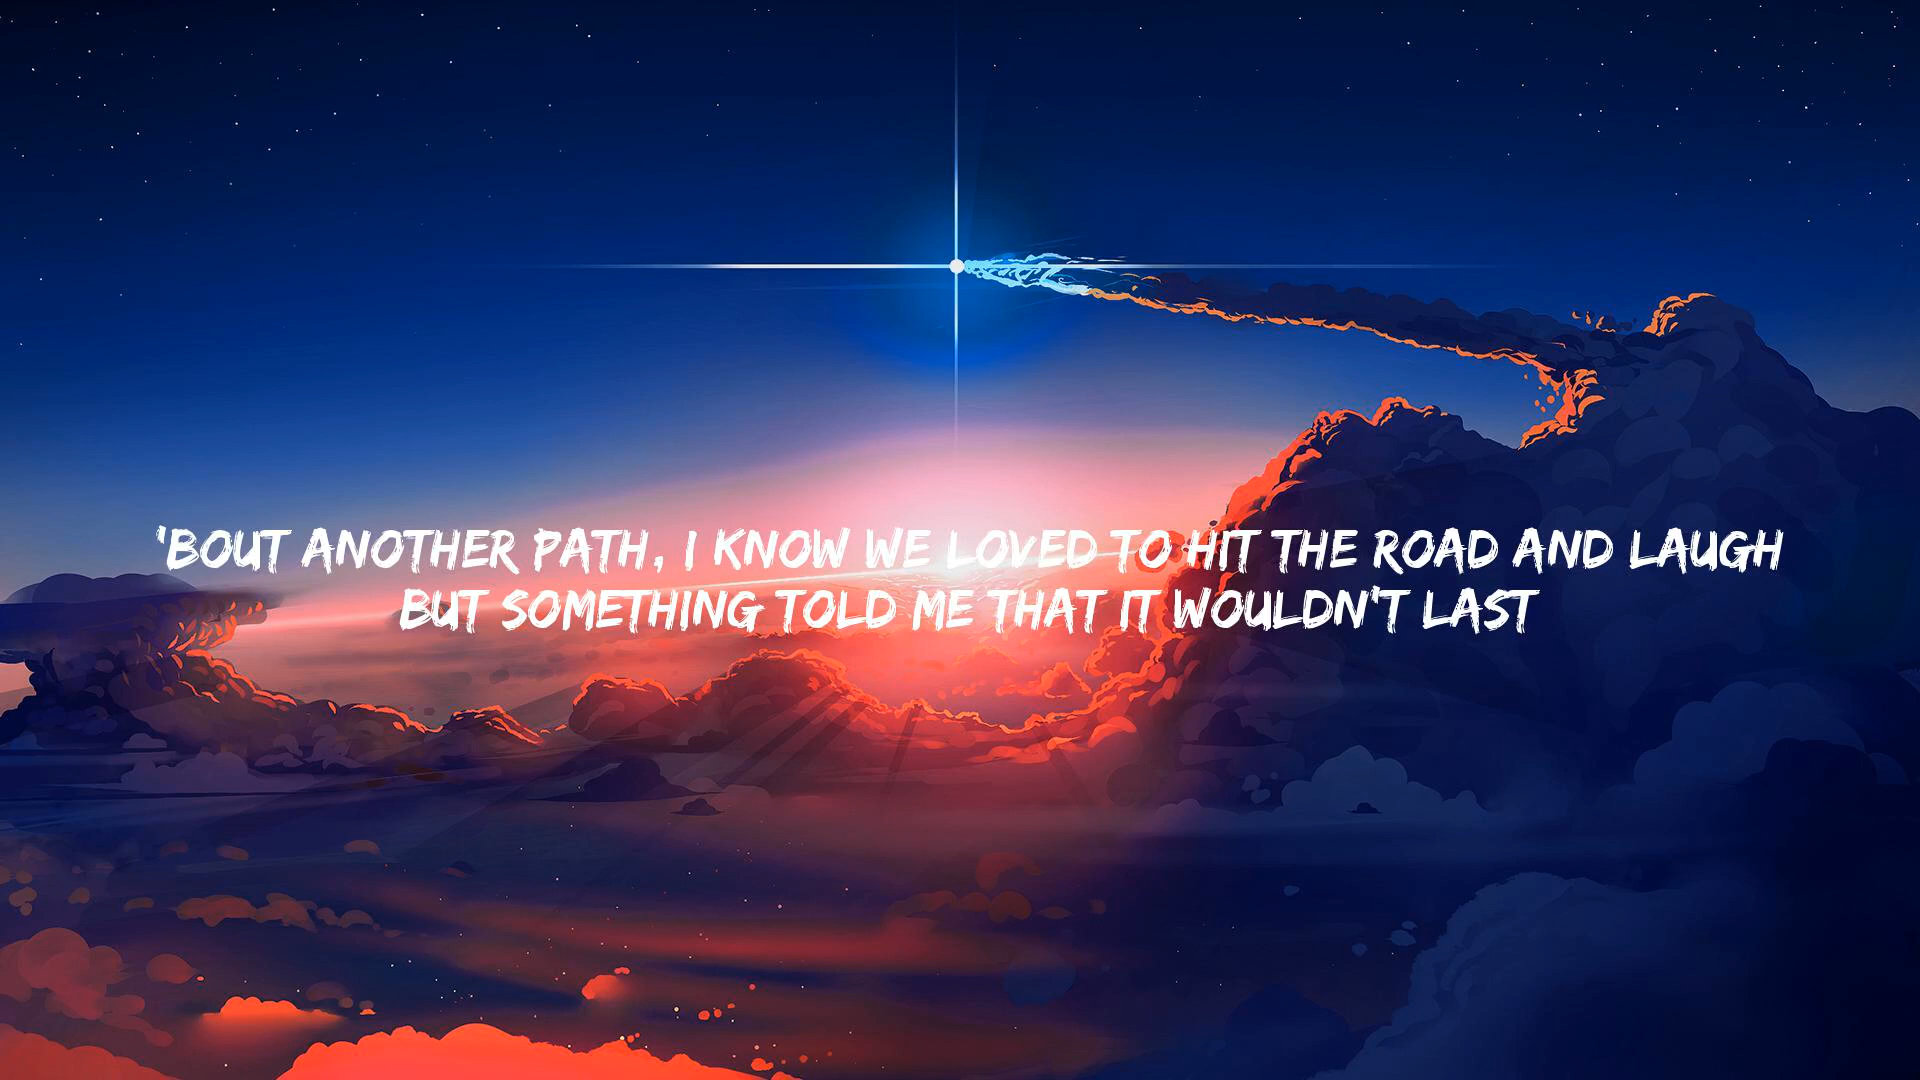 'BOUT ANOTHER PATH, I KNOW WE LOVED TO HIT THE ROAD AND LAUGH
BUT SOMETHING TOLD ME THAT IT WOULDN'T LAST